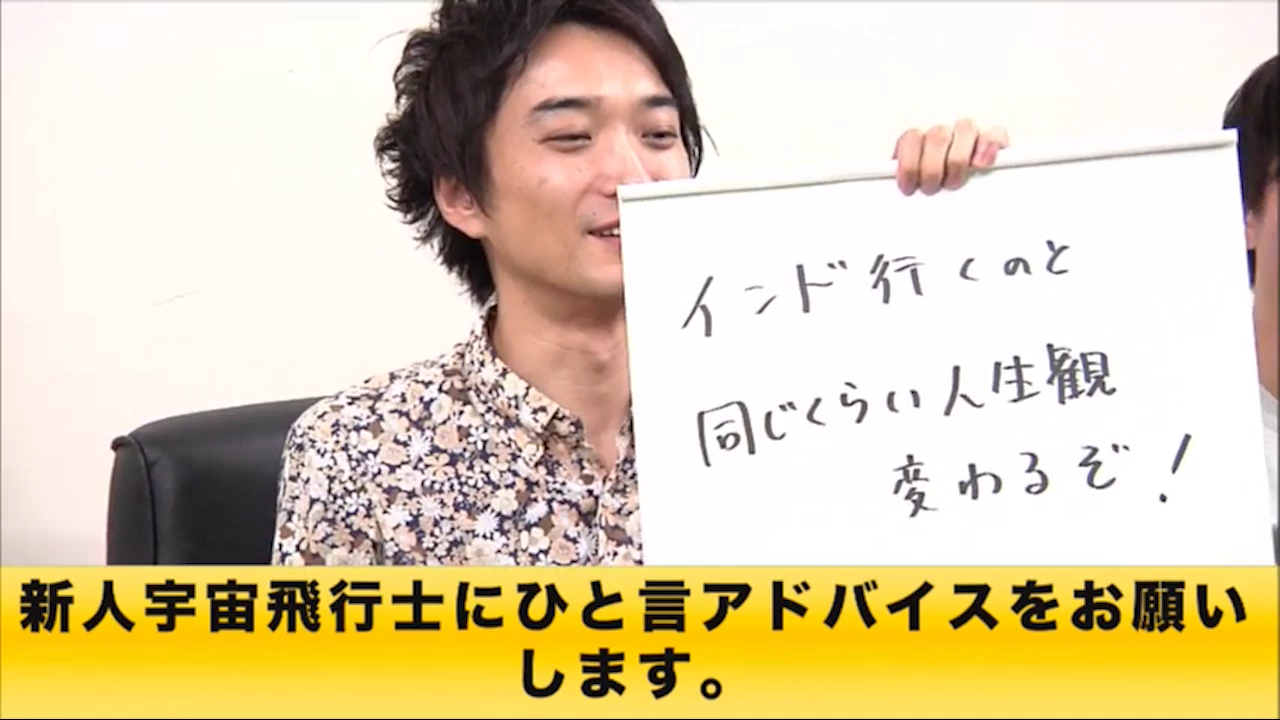 インド行くのと
同じくらい人生観
変わるぞ!
新人宇宙飛行士にひと言アドバイスをお願い
します。